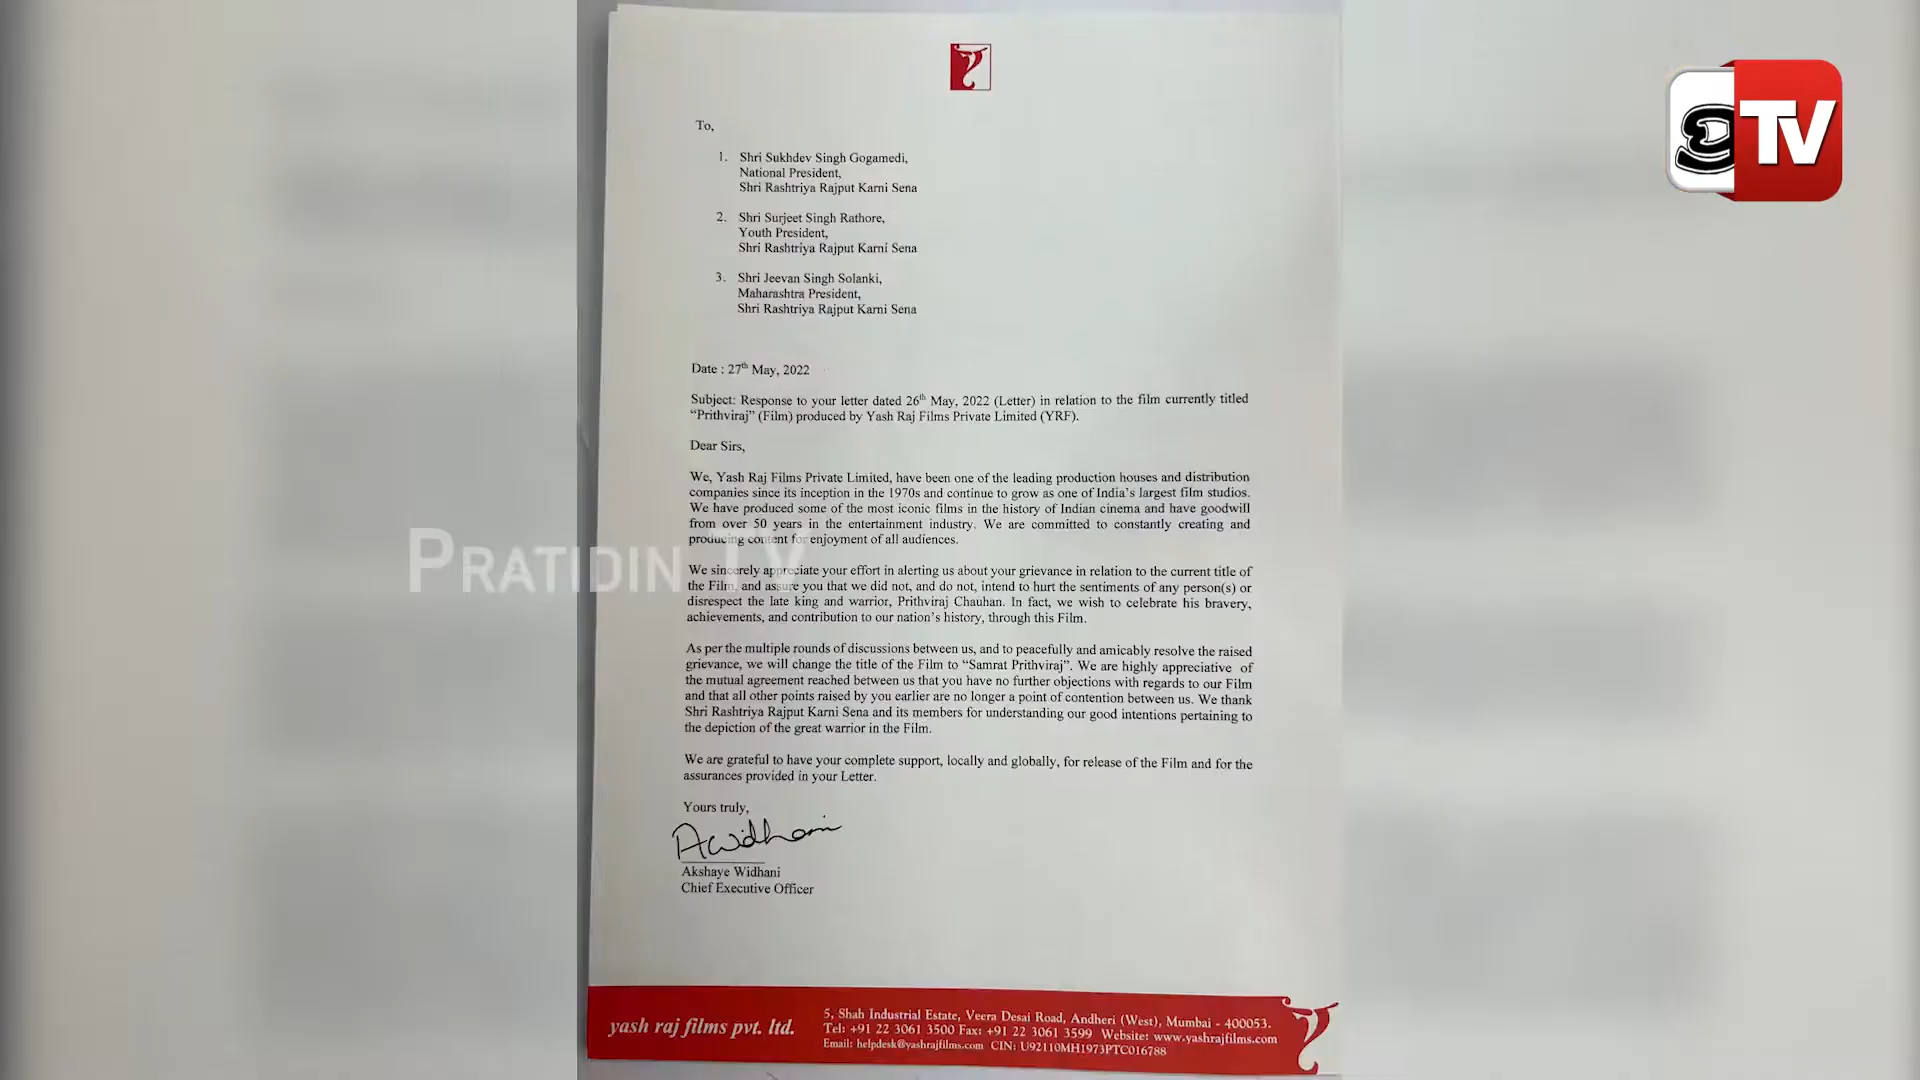 To,
1. Shri Sukhdev Singh Gogamedi,
National President,
Shri Rashtriya Rajput Karni Sena
2. Shri Surjeet Singh Rathore,
Youth President,
Shri Rashtriya Rajput Karni Sena
3. Shri Jeevan Singh Solanki,
Maharashtra President,
Shri Rashtriya Rajput Karni Sena
Date : 27th May, 2022
Subject: Response to your letter dated 26th May, 2022 (Letter) in relation to the film currently titled
“Prithviraj” (Film) produced by Yash Raj Films Private Limited (YRF).
Dear Sirs,
We, Yash Raj Films Private Limited, have been one of the leading production houses and distribution
companies since its inception in the 1970s and continue to grow as one of India’s largest film studios.
We have produced some of the most iconic films in the history of Indian cinema and have goodwill
from over 50 years in the entertainment industry. We are committed to constantly creating and
producing content for enjoyment of all audiences.
We sincerely appreciate your effort in alerting us about your grievance in relation to the current title of
the Film, and assure you that we did not, and do not, intend to hurt the sentiments of any person(s) or
disrespect the late king and warrior, Prithviraj Chauhan. In fact, we wish to celebrate his bravery,
achievements, and contribution to our nation’s history, through this Film.
As per the multiple rounds of discussions between us, and to peacefully and amicably resolve the raised
grievance, we will change the title of the Film to “Samrat Prithviraj”. We are highly appreciative of
the mutual agreement reached between us that you have no further objections with regards to our Film
and that all other points raised by you earlier are no longer a point of contention between us. We thank
Shri Rashtriya Rajput Karni Sena and its members for understanding our good intentions pertaining to
the depiction of the great warrior in the Film.
We are grateful to have your complete support, locally and globally, for release of the Film and for the
assurances provided in your Letter.
Yours truly,
Awidhani
Akshaye Widhani
Chief Executive Officer
yash raj films pvt. ltd.
5, Shah Industrial Estate, Veera Desai Road, Andheri (West), Mumbai - 400053.
Tel: +91 22 3061 3500 Fax: +91 22 3061 3599 Website: www.yashrajfilms.com
Email: helpdesk@yashrajfilms.com CIN: U92110MH1973PTC016788
PRATIDIN TV
প্ৰTV